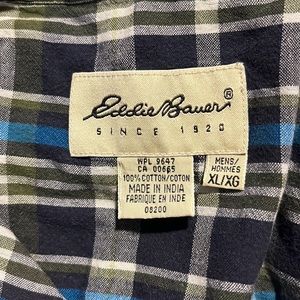 Eddie Bauer®
SINCE 1920
WPL 9647
CA 00665
100% COTTON/COTON
MADE IN INDIA
FABRIQUE EN INDE
08200
MENS/
HOMMES
XL/XG